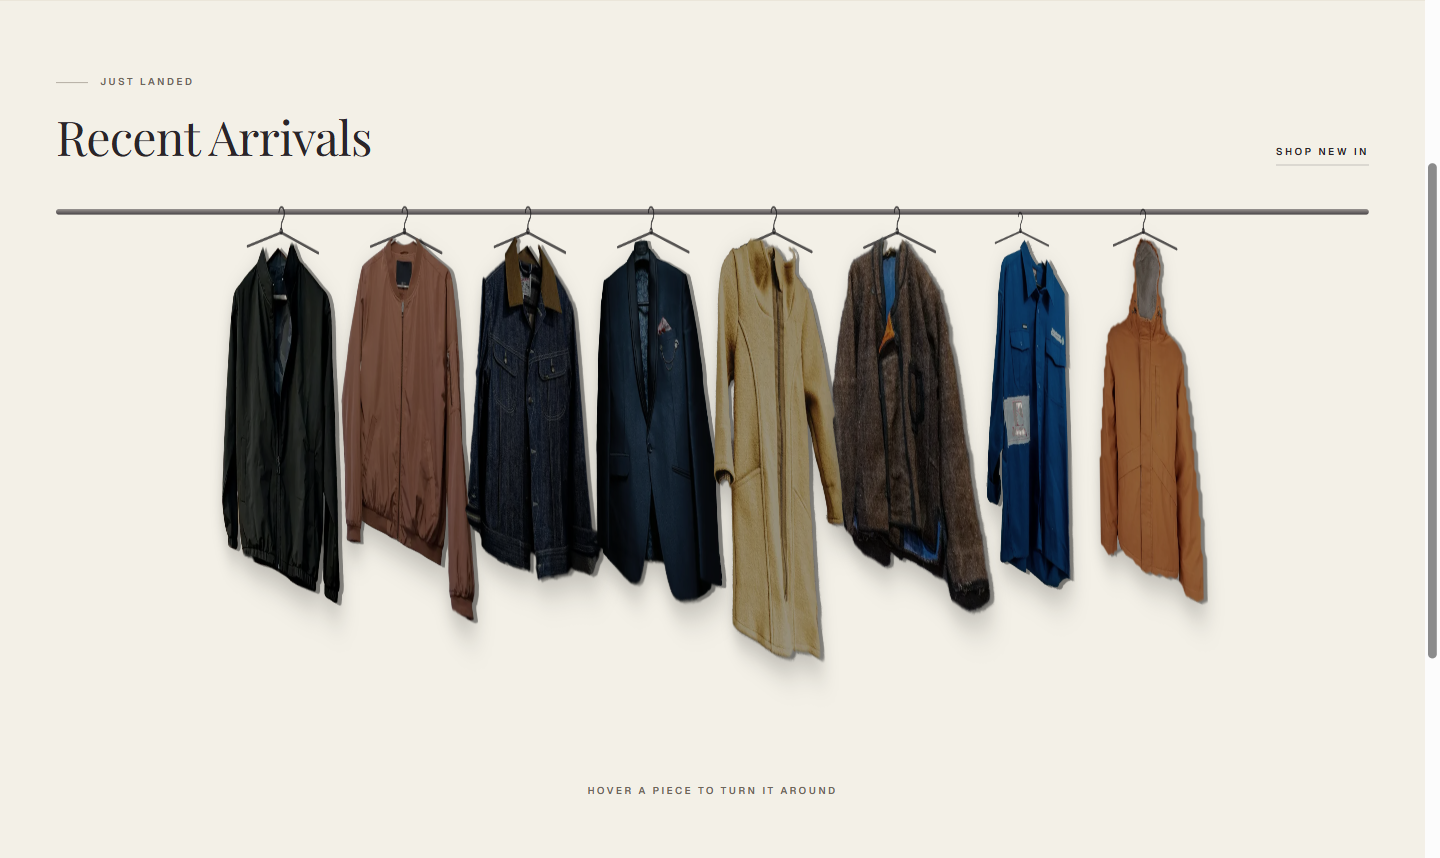 JUST LANDED
Recent Arrivals
SHOP NEW IN
HOVER A PIECE TO TURN IT AROUND